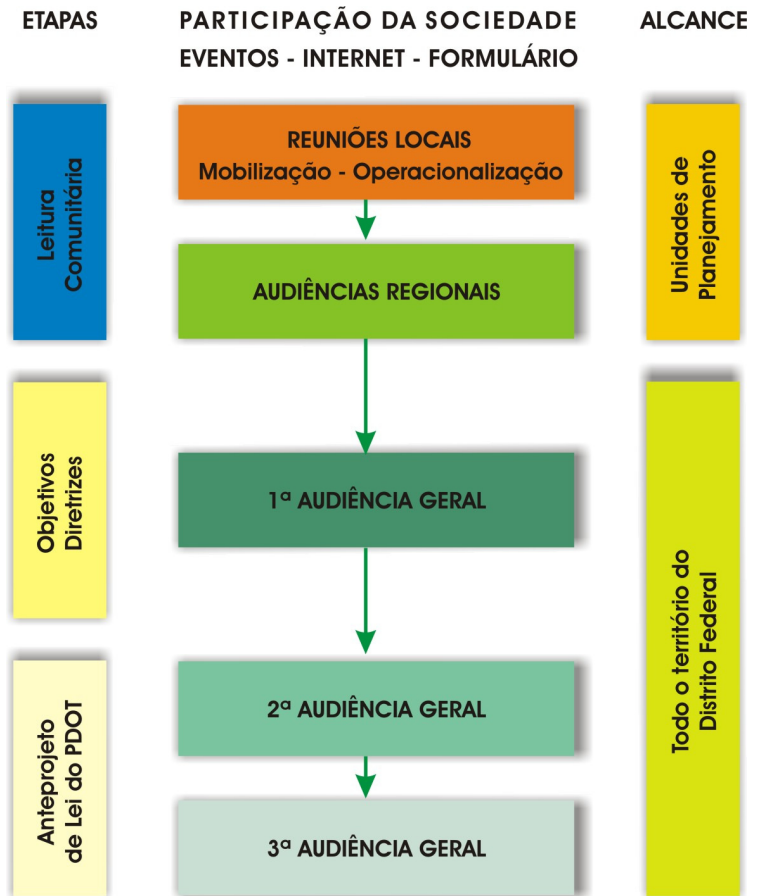 ETAPAS
PARTICIPAÇÃO DA SOCIEDADE
EVENTOS - INTERNET - FORMULÁRIO
ALCANCE
Leitura
Comunitária
REUNIÕES LOCAIS
Mobilização - Operacionalização
AUDIÊNCIAS REGIONAIS
Unidades de
Planejamento
Objetivos
Diretrizes
1ª AUDIÊNCIA GERAL
Todo o território do
Distrito Federal
Anteprojeto
de Lei do PDOT
2ª AUDIÊNCIA GERAL
3ª AUDIÊNCIA GERAL